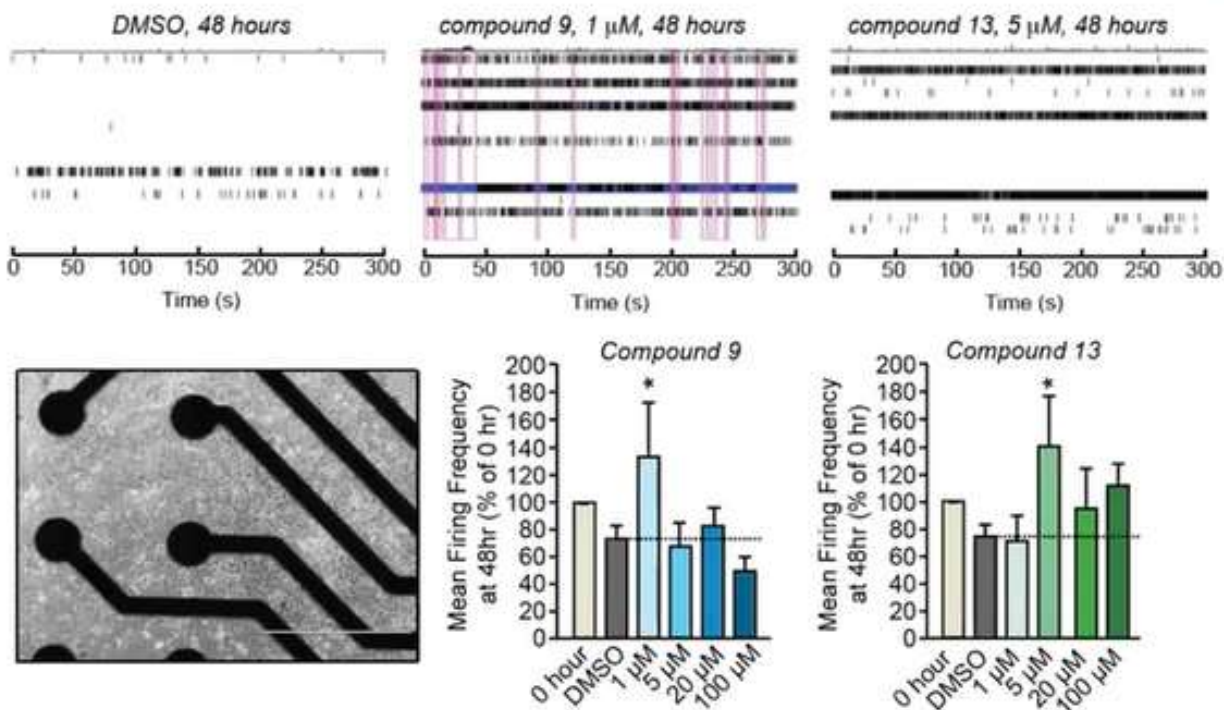 DMSO, 48 hours
compound 9, 1 μM, 48 hours
compound 13, 5 μM, 48 hours
0 50 100 150 200 250 300
0 50 100 150 200 250 300
0 50 100 150 200 250 300
Time (s)
Time (s)
Time (s)
Compound 9
Mean Firing Frequency
at 48hr (% of 0 hr)
200
180
160
140
120
100
80
60
40
20
0
*
0 hour
DMSO
1 μM
5 μM
20 μM
100 μM
Compound 13
Mean Firing Frequency
at 48hr (% of 0 hr)
200
180
160
140
120
100
80
60
40
20
0
*
0 hour
DMSO
1 μM
5 μM
20 μM
100 μM